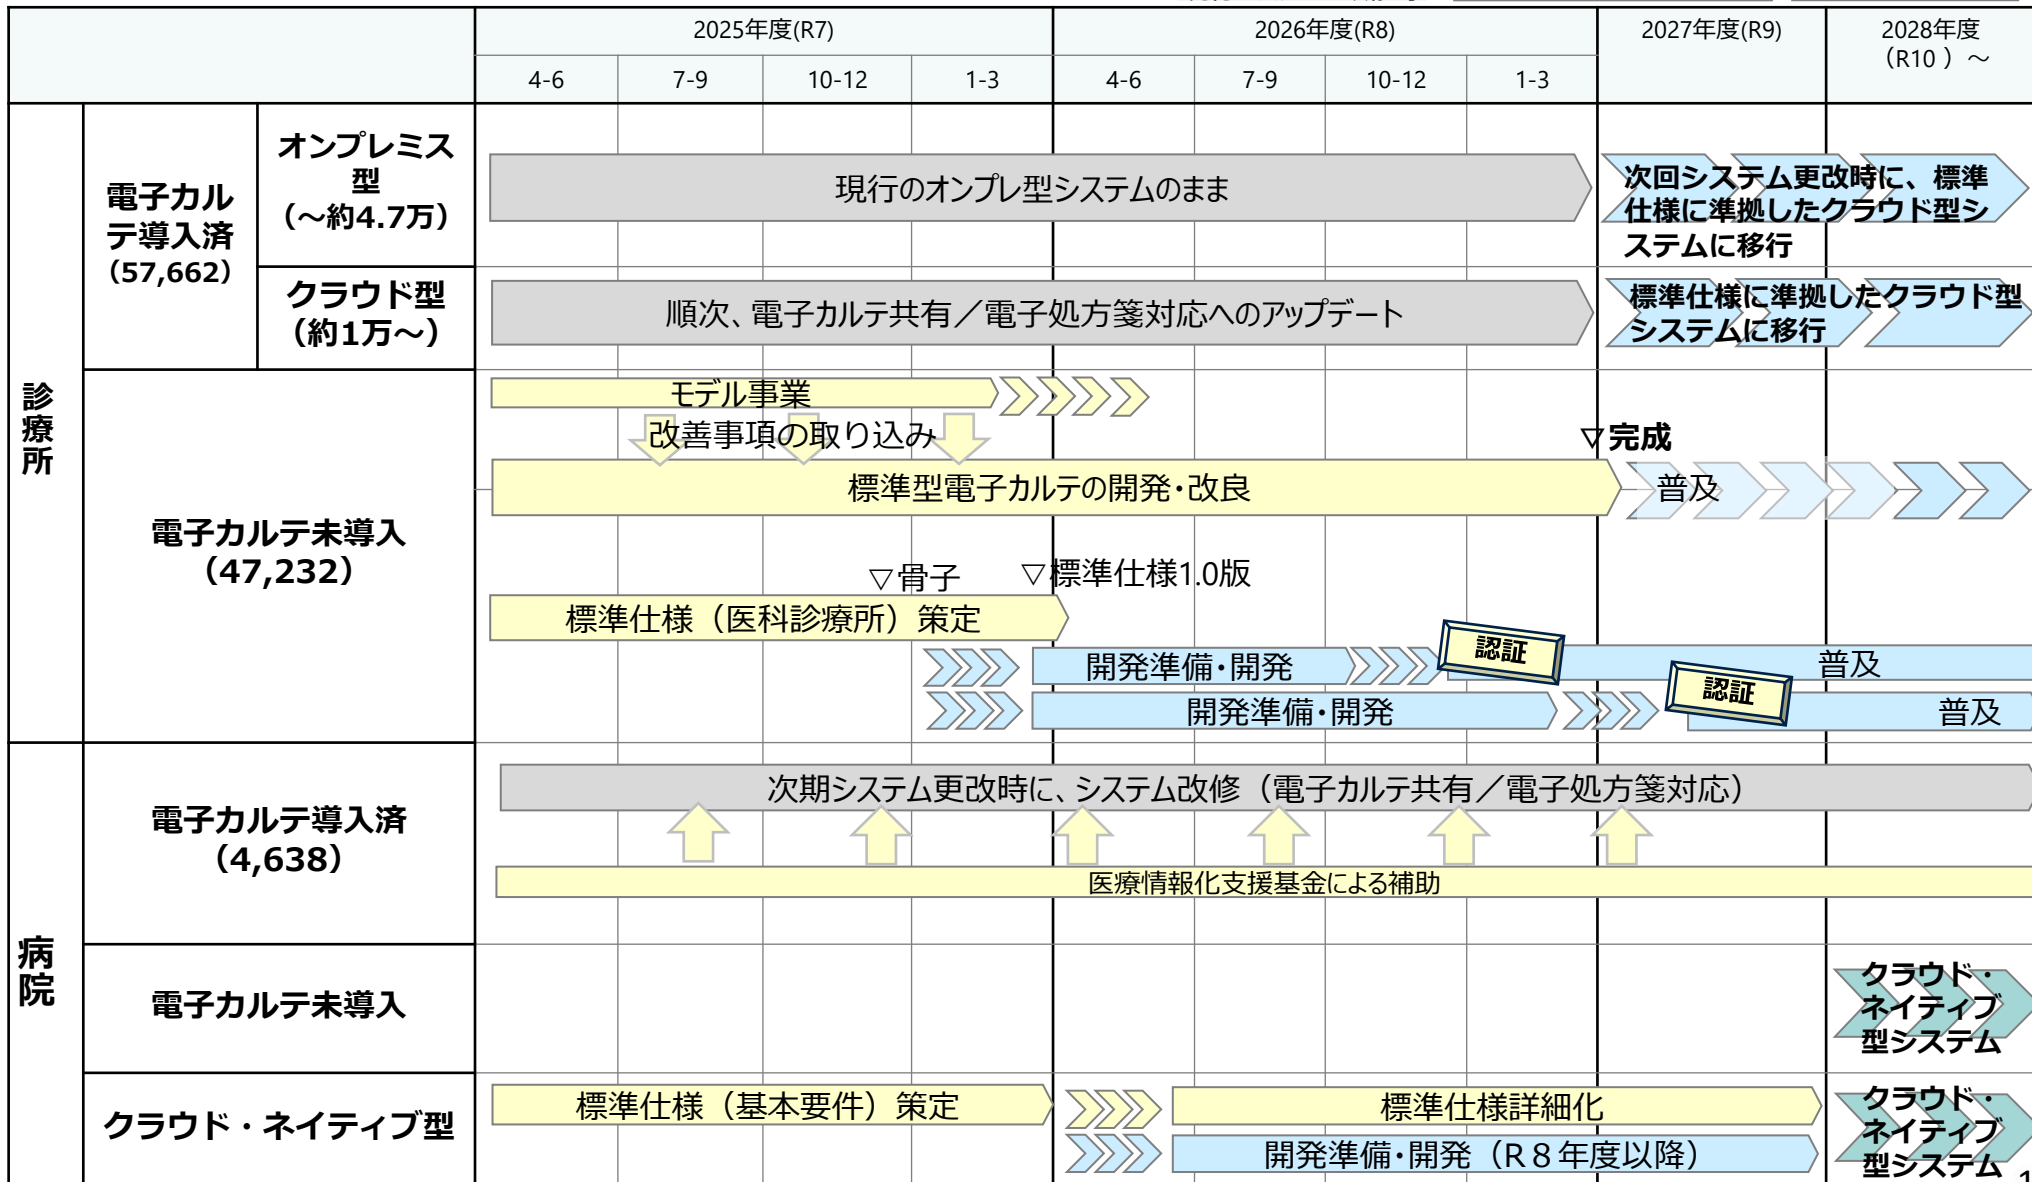 2025年度(R7)
2026年度(R8)
2027年度(R9)
2028年度
（R10 ）～
4-6
7-9
10-12
1-3
4-6
7-9
10-12
1-3
診療所
電子カル
テ導入済
（57,662）
オンプレミス
型
（～約4.7万）
現行のオンプレ型システムのまま
次回システム更改時に、標準
仕様に準拠したクラウド型シ
ステムに移行
クラウド型
（約1万～）
順次、電子カルテ共有／電子処方箋対応へのアップデート
標準仕様に準拠したクラウド型
システムに移行
電子カルテ未導入
（47,232）
モデル事業
改善事項の取り込み
▽完成
標準型電子カルテの開発・改良
普及
▽骨子
▽標準仕様1.0版
標準仕様（医科診療所）策定
開発準備・開発
認証
普及
開発準備・開発
認証
普及
病院
電子カルテ導入済
（4,638）
次期システム更改時に、システム改修（電子カルテ共有／電子処方箋対応）
医療情報化支援基金による補助
電子カルテ未導入
クラウド・
ネイティブ
型システム
クラウド・ネイティブ型
標準仕様（基本要件）策定
標準仕様詳細化
開発準備・開発（R８年度以降）
クラウド・
ネイティブ
型システム